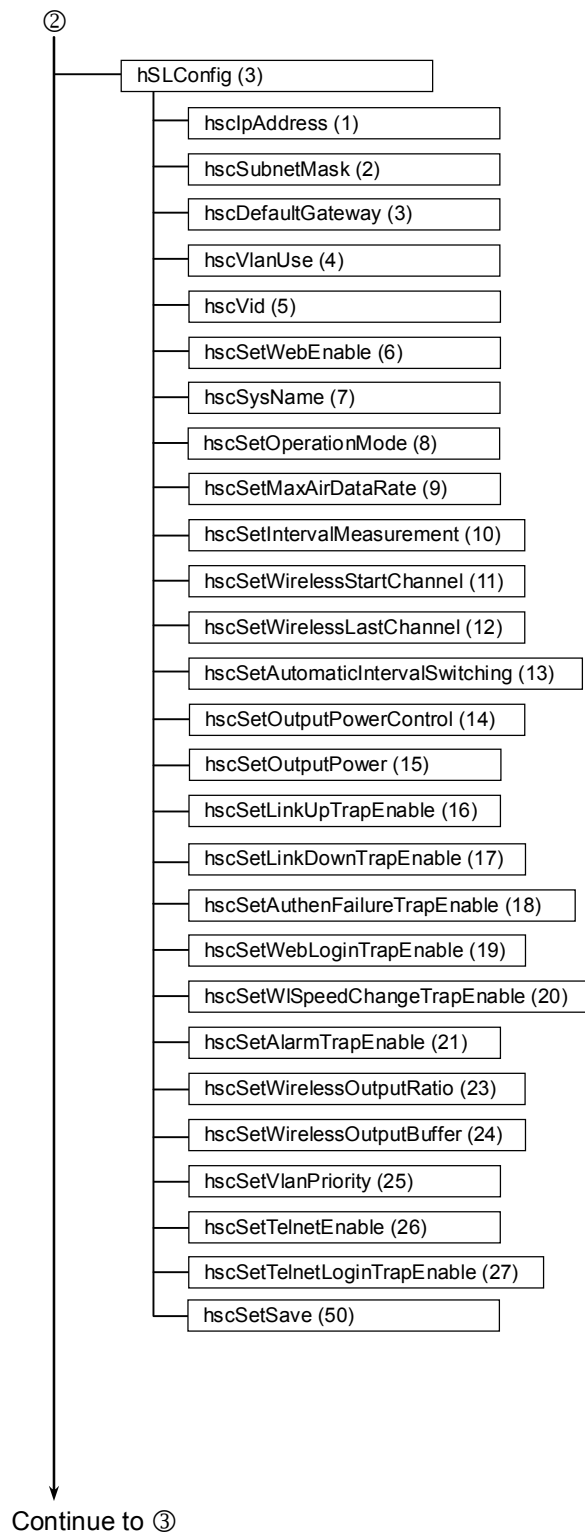 ②
hSLConfig (3)
hscIpAddress (1)
hscSubnetMask (2)
hscDefaultGateway (3)
hscVlanUse (4)
hscVid (5)
hscSetWebEnable (6)
hscSysName (7)
hscSetOperationMode (8)
hscSetMaxAirDataRate (9)
hscSetIntervalMeasurement (10)
hscSetWirelessStartChannel (11)
hscSetWirelessLastChannel (12)
hscSetAutomaticIntervalSwitching (13)
hscSetOutputPowerControl (14)
hscSetOutputPower (15)
hscSetLinkUpTrapEnable (16)
hscSetLinkDownTrapEnable (17)
hscSetAuthenFailureTrapEnable (18)
hscSetWebLoginTrapEnable (19)
hscSetWlSpeedChangeTrapEnable (20)
hscSetAlarmTrapEnable (21)
hscSetWirelessOutputRatio (23)
hscSetWirelessOutputBuffer (24)
hscSetVlanPriority (25)
hscSetTelnetEnable (26)
hscSetTelnetLoginTrapEnable (27)
hscSetSave (50)
Continue to ③